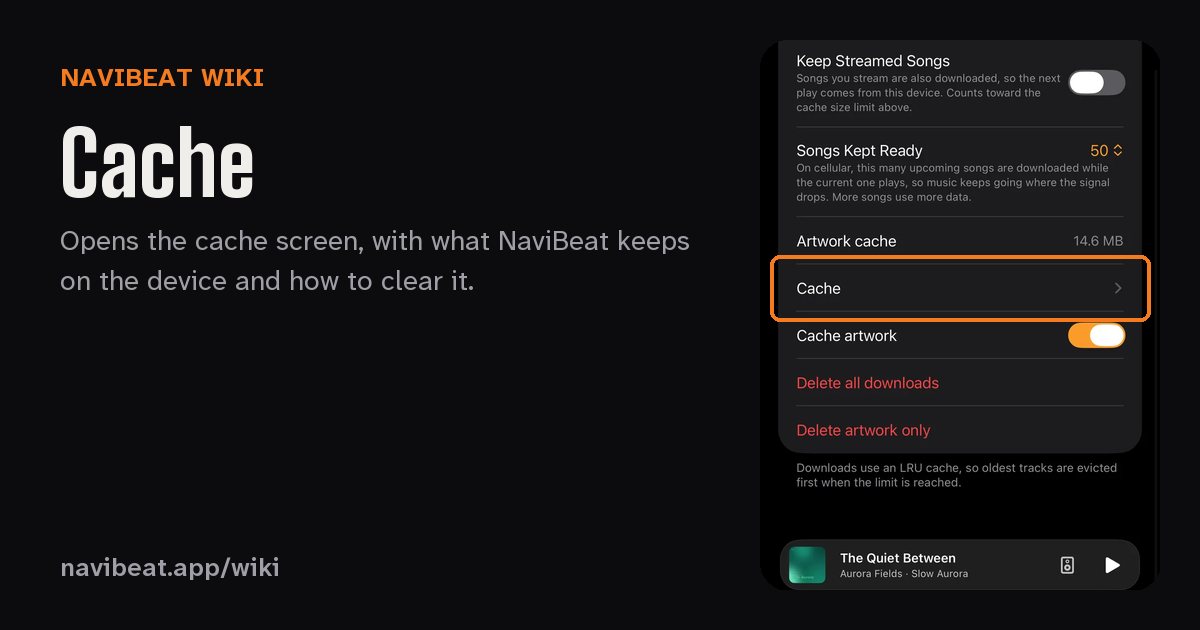 NAVIBEAT WIKI
Cache
Opens the cache screen, with what NaviBeat keeps
on the device and how to clear it.
navibeat.app/wiki
Keep Streamed Songs
Songs you stream are also downloaded, so the next
play comes from this device. Counts toward the
cache size limit above.
Songs Kept Ready 50
On cellular, this many upcoming songs are downloaded while
the current one plays, so music keeps going where the signal
drops. More songs use more data.
Artwork cache 14.6 MB
Cache
Cache artwork
Delete all downloads
Delete artwork only
Downloads use an LRU cache, so oldest tracks are evicted
first when the limit is reached.
The Quiet Between
Aurora Fields · Slow Aurora